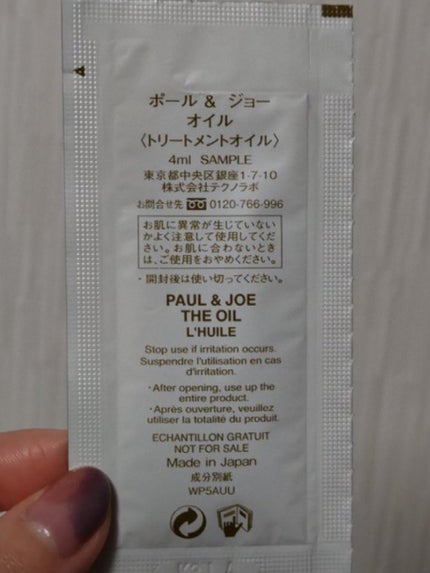 ポール & ジョー
オイル
〈トリートメントオイル〉
4ml SAMPLE
東京都中央区銀座1-7-10
株式会社テクノラボ
お問合せ先 0120-766-996
お肌に異常が生じていない
かよく注意して使用してくだ
さい。お肌に合わないとき
は、ご使用をおやめください。
・開封後は使い切ってください。
PAUL & JOE
THE OIL
L'HUILE
Stop use if irritation occurs.
Suspendre l'utilisation en cas
d'irritation.
・After opening, use up the
entire product.
・Après ouverture, veuillez
utiliser la totalité du produit.
ECHANTILLON GRATUIT
NOT FOR SALE
Made in Japan
成分別紙
WP5AUU